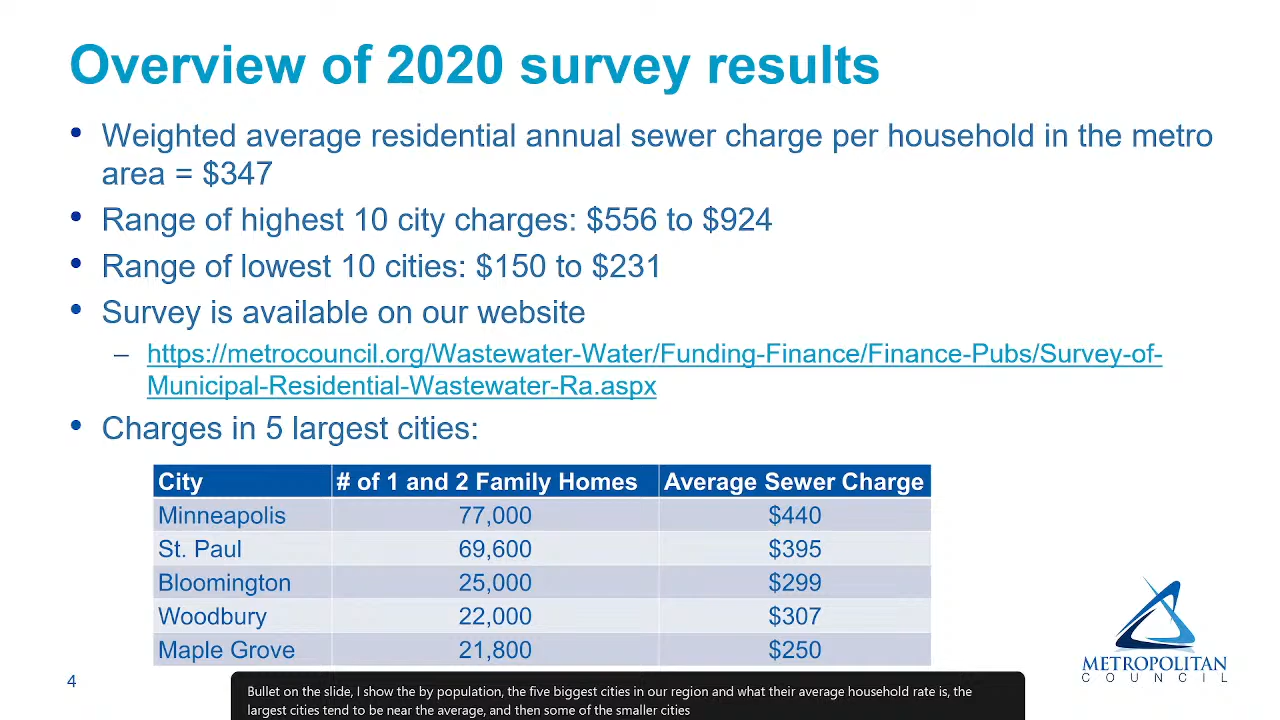 Overview of 2020 survey results
• Weighted average residential annual sewer charge per household in the metro
area = $347
• Range of highest 10 city charges: $556 to $924
• Range of lowest 10 cities: $150 to $231
• Survey is available on our website
– https://metrocouncil.org/Wastewater-Water/Funding-Finance/Finance-Pubs/Survey-of-
Municipal-Residential-Wastewater-Ra.aspx
• Charges in 5 largest cities:
City # of 1 and 2 Family Homes Average Sewer Charge
Minneapolis 77,000 $440
St. Paul 69,600 $395
Bloomington 25,000 $299
Woodbury 22,000 $307
Maple Grove 21,800 $250
METROPOLITAN
COUNCIL
4
Bullet on the slide, I show the by population, the five biggest cities in our region and what their average household rate is, the
largest cities tend to be near the average, and then some of the smaller cities